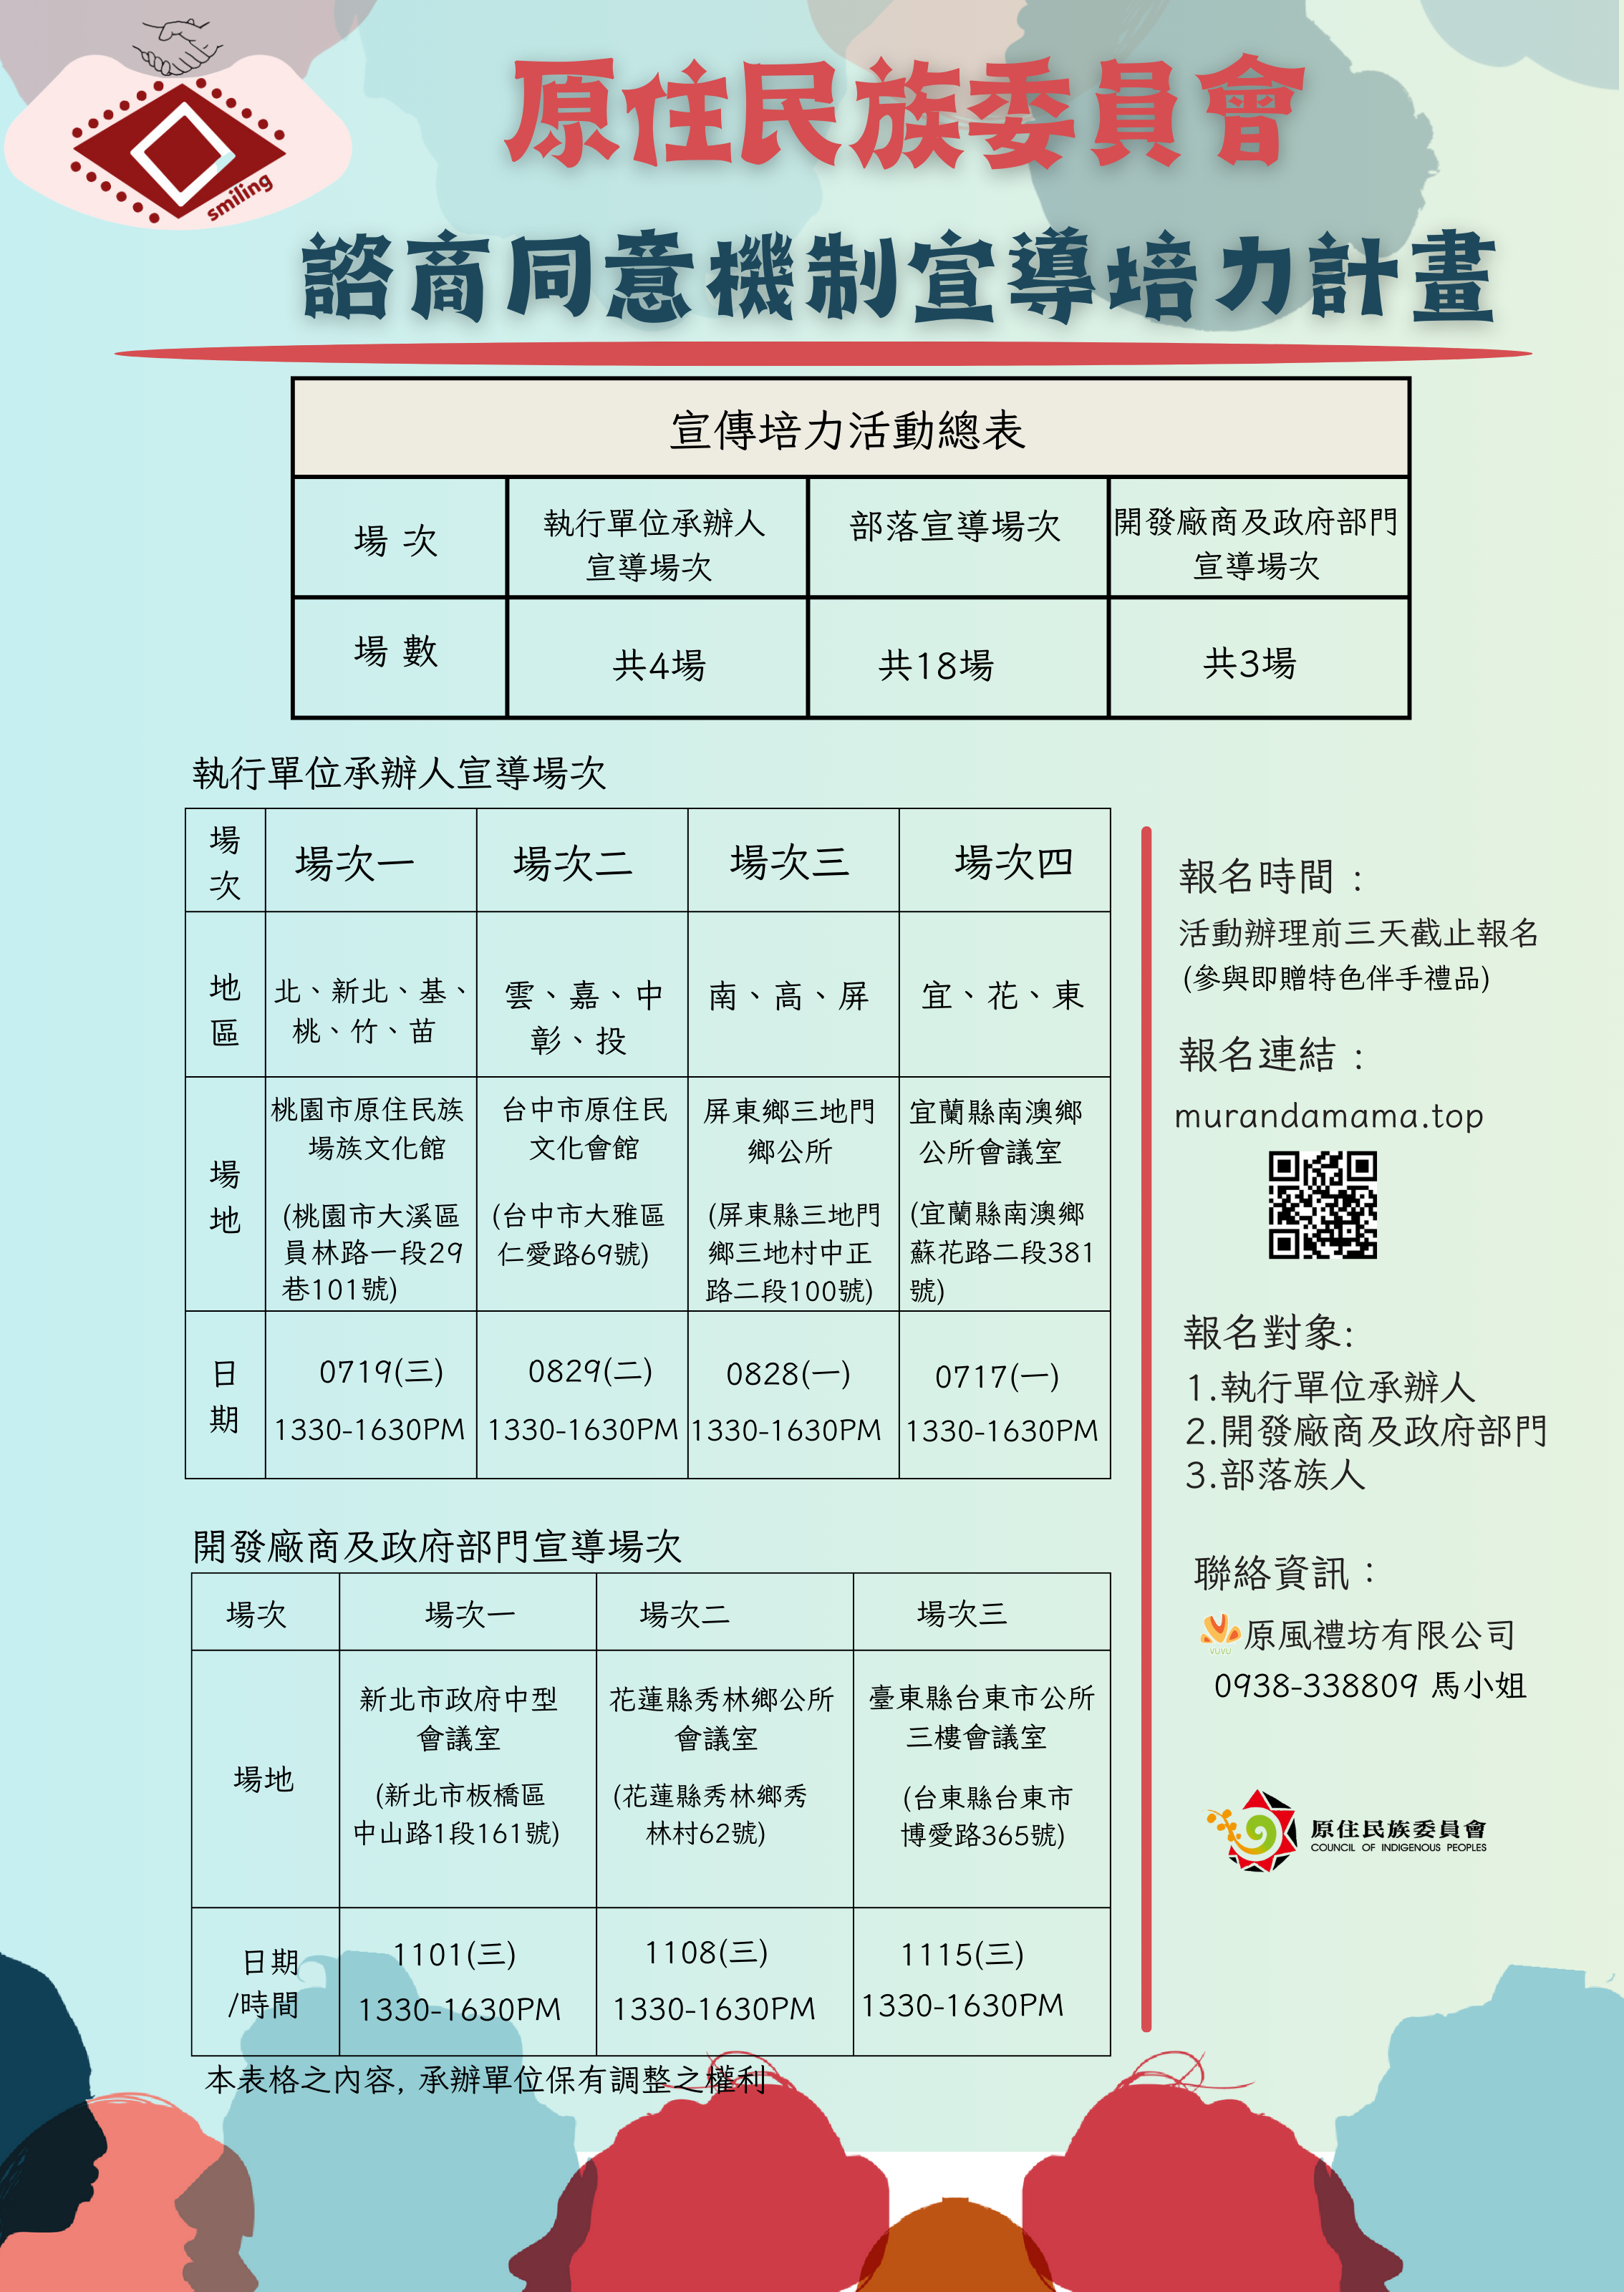 smiling
原住民族委員會
諮商同意機制宣導培力計畫
宣傳培力活動總表
場 次
執行單位承辦人
宣導場次
部落宣導場次
開發廠商及政府部門
宣導場次
場 數
共4場
共18場
共3場
執行單位承辦人宣導場次
場
次
場次一
場次二
場次三
場次四
地
區
北、新北、基、
桃、竹、苗
雲、嘉、中
彰、投
南、高、屏
宜、花、東
場
地
桃園市原住民族
場族文化館
(桃園市大溪區
員林路一段29
巷101號)
台中市原住民
文化會館
(台中市大雅區
仁愛路69號)
屏東鄉三地門
鄉公所
(屏東縣三地門
鄉三地村中正
路二段100號)
宜蘭縣南澳鄉
公所會議室
(宜蘭縣南澳鄉
蘇花路二段381
號)
日
期
0719(三)
1330-1630PM
0829(二)
1330-1630PM
0828(一)
1330-1630PM
0717(一)
1330-1630PM
開發廠商及政府部門宣導場次
場次
場次一
場次二
場次三
場地
新北市政府中型
會議室
(新北市板橋區
中山路1段161號)
花蓮縣秀林鄉公所
會議室
(花蓮縣秀林鄉秀
林村62號)
臺東縣台東市公所
三樓會議室
(台東縣台東市
博愛路365號)
日期
/時間
1101(三)
1330-1630PM
1108(三)
1330-1630PM
1115(三)
1330-1630PM
本表格之內容, 承辦單位保有調整之權利
報名時間：
活動辦理前三天截止報名
(參與即贈特色伴手禮品)
報名連結：
murandamama.top
報名對象:
1.執行單位承辦人
2.開發廠商及政府部門
3.部落族人
聯絡資訊：
VUVU
原風禮坊有限公司
0938-338809 馬小姐
原住民族委員會
COUNCIL OF INDIGENOUS PEOPLES